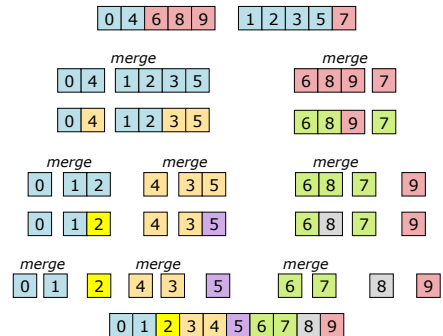 0 4 6 8 9 1 2 3 5 7
merge merge
0 4 1 2 3 5 6 8 9 7
0 4 1 2 3 5 6 8 9 7
merge merge merge
0 1 2 4 3 5 6 8 7 9
0 1 2 4 3 5 6 8 7 9
merge merge merge
0 1 2 4 3 5 6 7 8 9
0 1 2 3 4 5 6 7 8 9